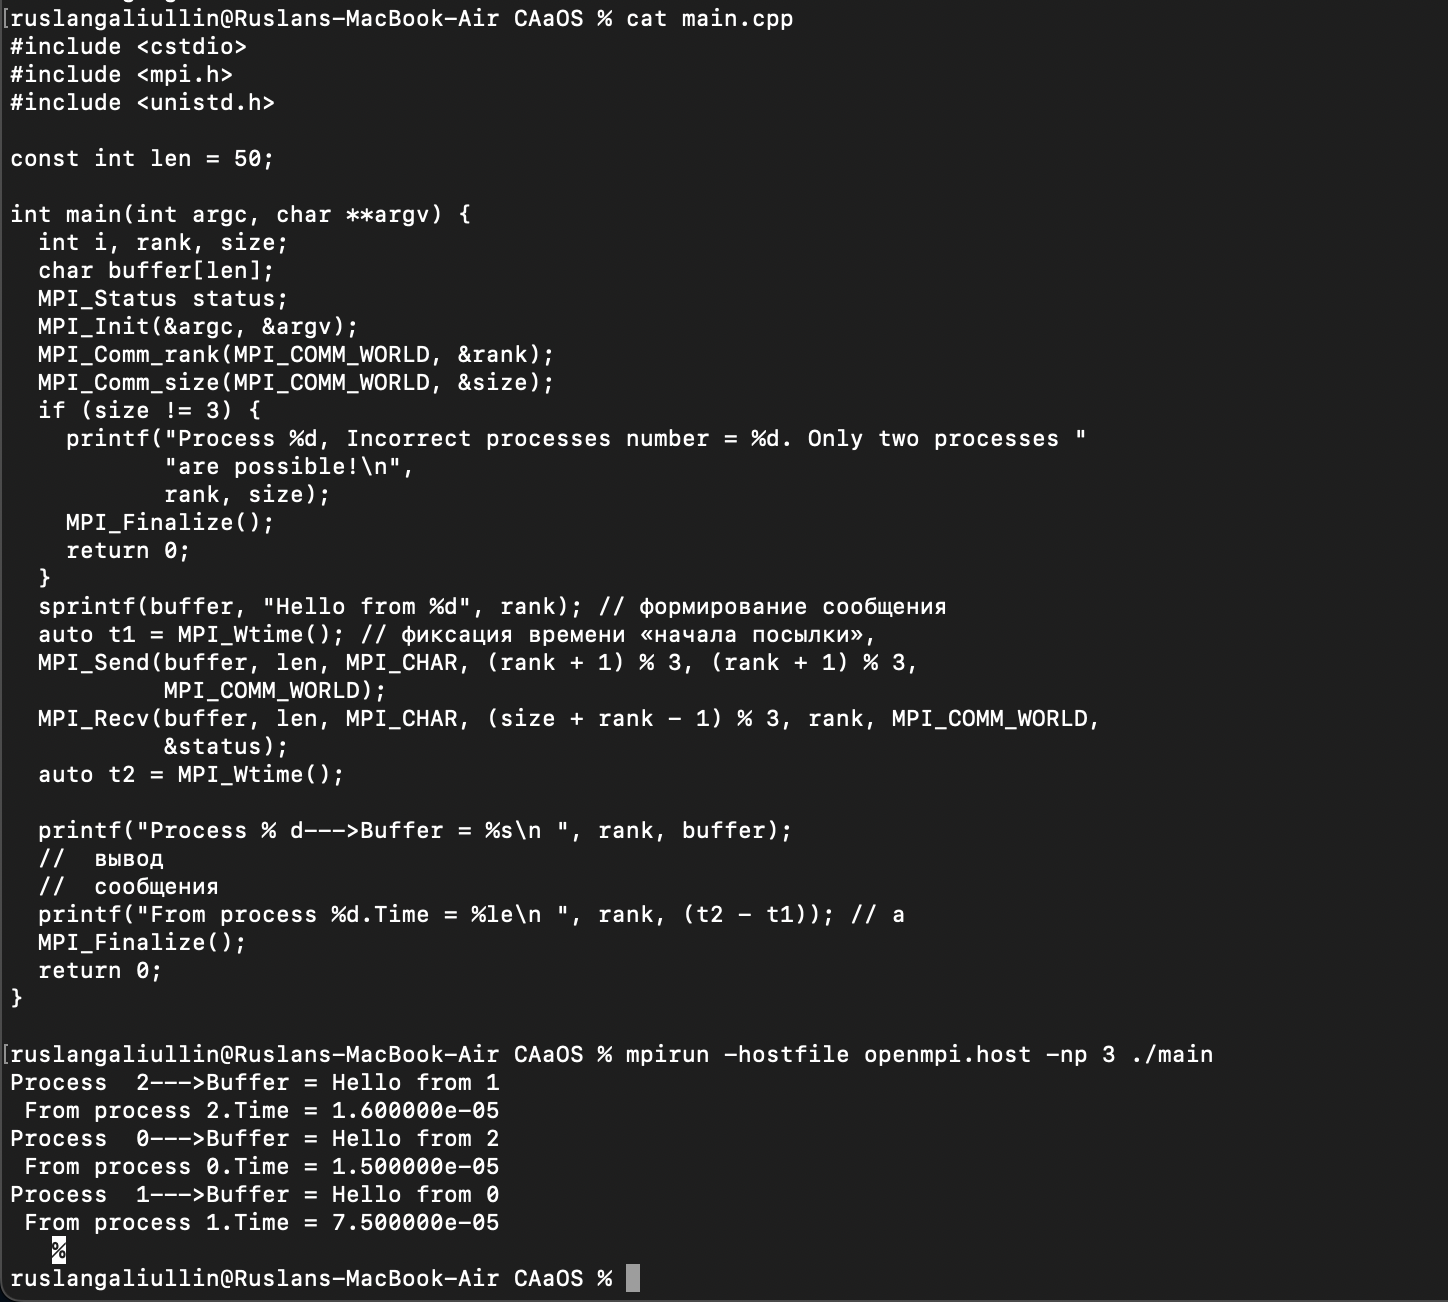 [ruslangaliullin@Ruslans-MacBook-Air CAaOS % cat main.cpp
#include <cstdio>
#include <mpi.h>
#include <unistd.h>

const int len = 50;

int main(int argc, char **argv) {
  int i, rank, size;
  char buffer[len];
  MPI_Status status;
  MPI_Init(&argc, &argv);
  MPI_Comm_rank(MPI_COMM_WORLD, &rank);
  MPI_Comm_size(MPI_COMM_WORLD, &size);
  if (size != 3) {
    printf("Process %d, Incorrect processes number = %d. Only two processes "
           "are possible!\n",
           rank, size);
    MPI_Finalize();
    return 0;
  }
  sprintf(buffer, "Hello from %d", rank); // формирование сообщения
  auto t1 = MPI_Wtime(); // фиксация времени «начала посылки»,
  MPI_Send(buffer, len, MPI_CHAR, (rank + 1) % 3, (rank + 1) % 3,
           MPI_COMM_WORLD);
  MPI_Recv(buffer, len, MPI_CHAR, (size + rank - 1) % 3, rank, MPI_COMM_WORLD,
           &status);
  auto t2 = MPI_Wtime();

  printf("Process % d--->Buffer = %s\n ", rank, buffer);
  //  вывод
  //  сообщения
  printf("From process %d.Time = %le\n ", rank, (t2 - t1)); // а
  MPI_Finalize();
  return 0;
}

[ruslangaliullin@Ruslans-MacBook-Air CAaOS % mpirun -hostfile openmpi.host -np 3 ./main
Process  2--->Buffer = Hello from 1
 From process 2.Time = 1.600000e-05
Process  0--->Buffer = Hello from 2
 From process 0.Time = 1.500000e-05
Process  1--->Buffer = Hello from 0
 From process 1.Time = 7.500000e-05
   %
ruslangaliullin@Ruslans-MacBook-Air CAaOS %